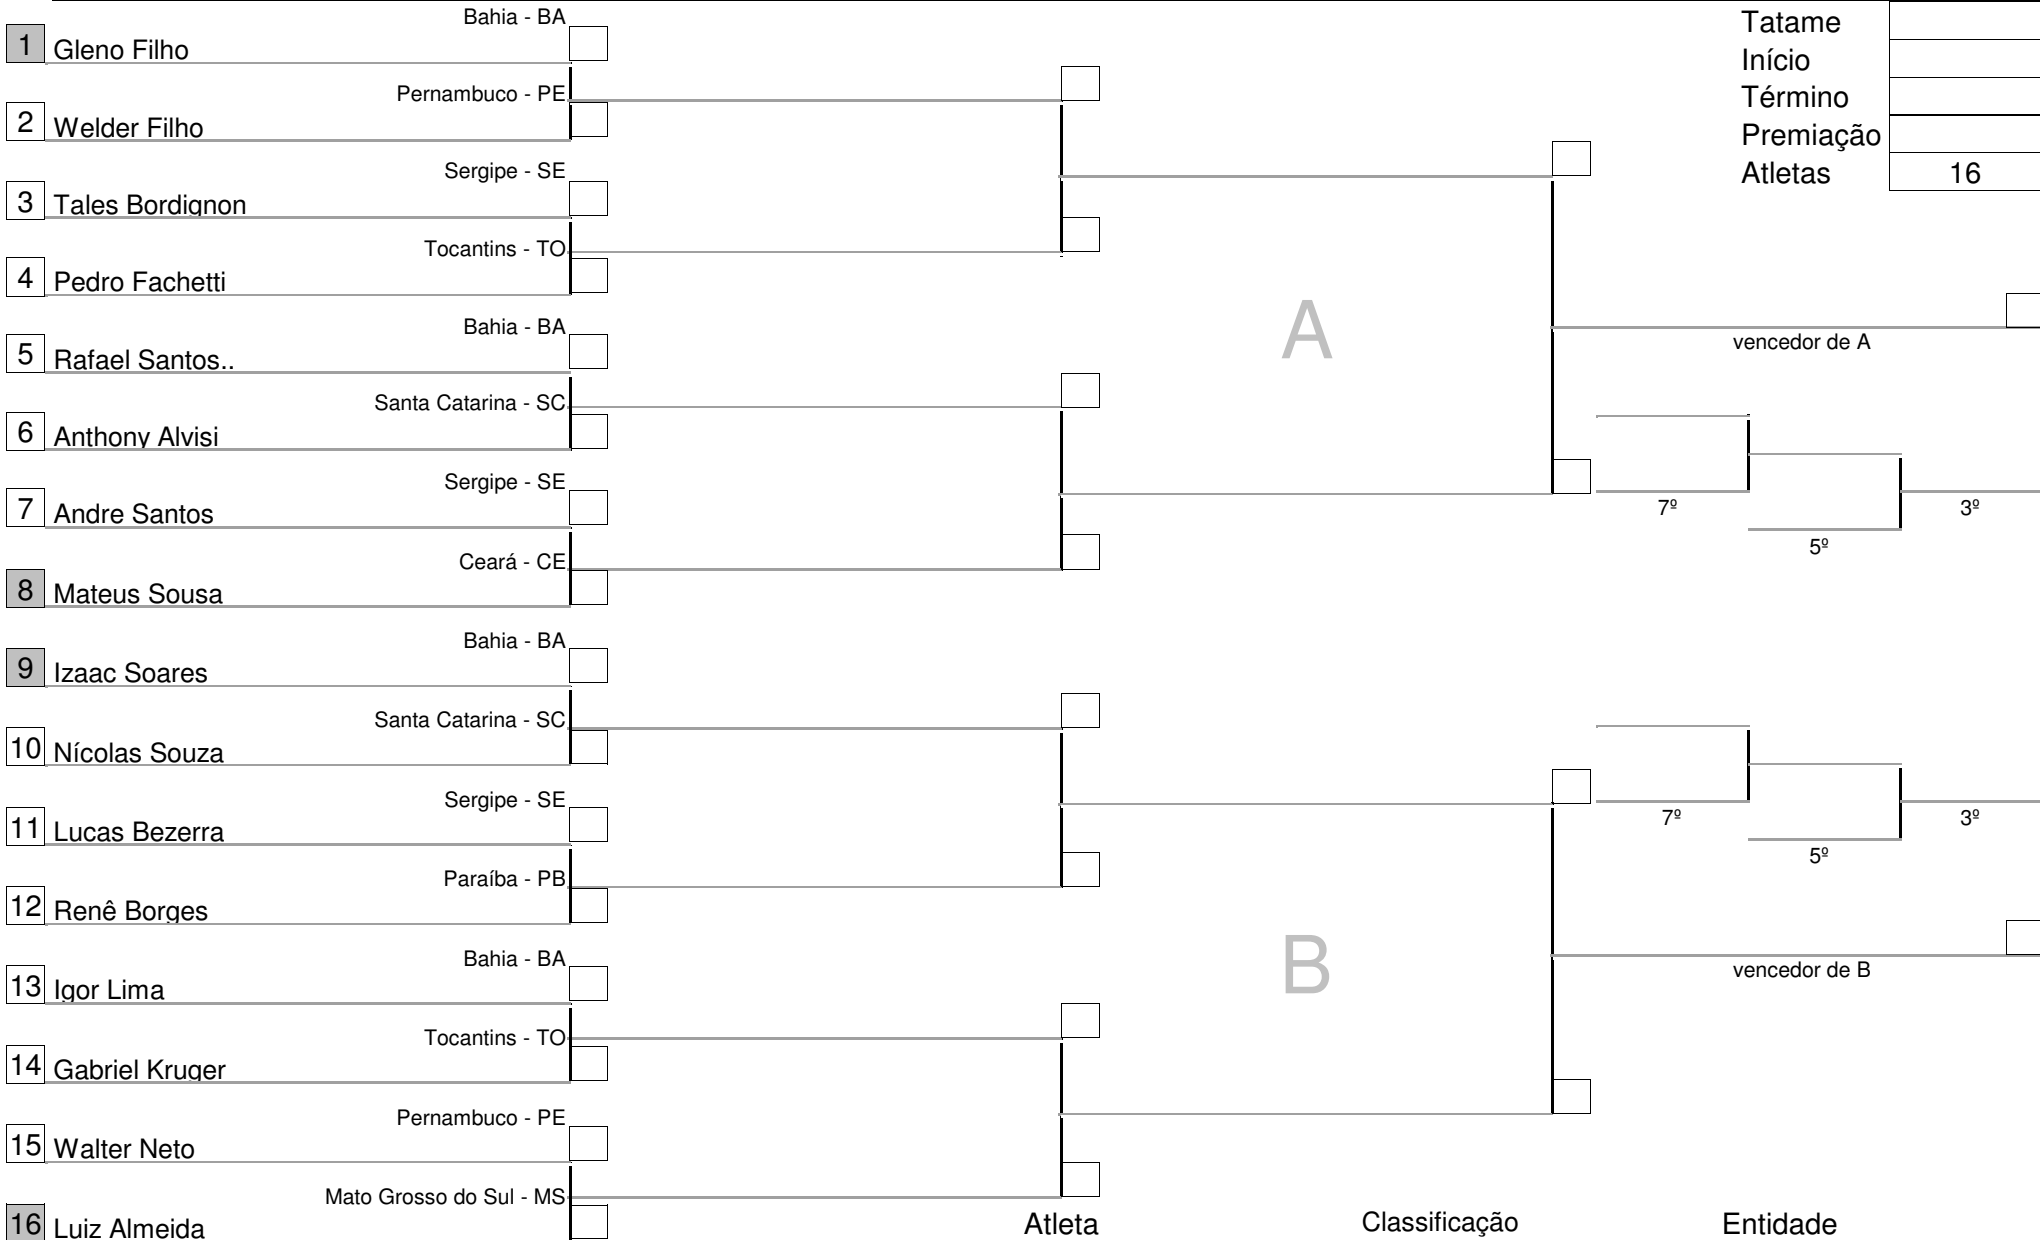 Bahia - BA
1 Gleno Filho
Pernambuco - PE
2 Welder Filho
Sergipe - SE
3 Tales Bordignon
Tocantins - TO
4 Pedro Fachetti
Bahia - BA
5 Rafael Santos..
Santa Catarina - SC
6 Anthony Alvisi
Sergipe - SE
7 Andre Santos
Ceará - CE
8 Mateus Sousa
Bahia - BA
9 Izaac Soares
Santa Catarina - SC
10 Nícolas Souza
Sergipe - SE
11 Lucas Bezerra
Paraíba - PB
12 Renê Borges
Bahia - BA
13 Igor Lima
Tocantins - TO
14 Gabriel Kruger
Pernambuco - PE
15 Walter Neto
Mato Grosso do Sul - MS
16 Luiz Almeida
A
B
Tatame
Início
Término
Premiação
Atletas 16
vencedor de A
7º
3º
5º
7º
3º
5º
vencedor de B
Atleta Classificação Entidade